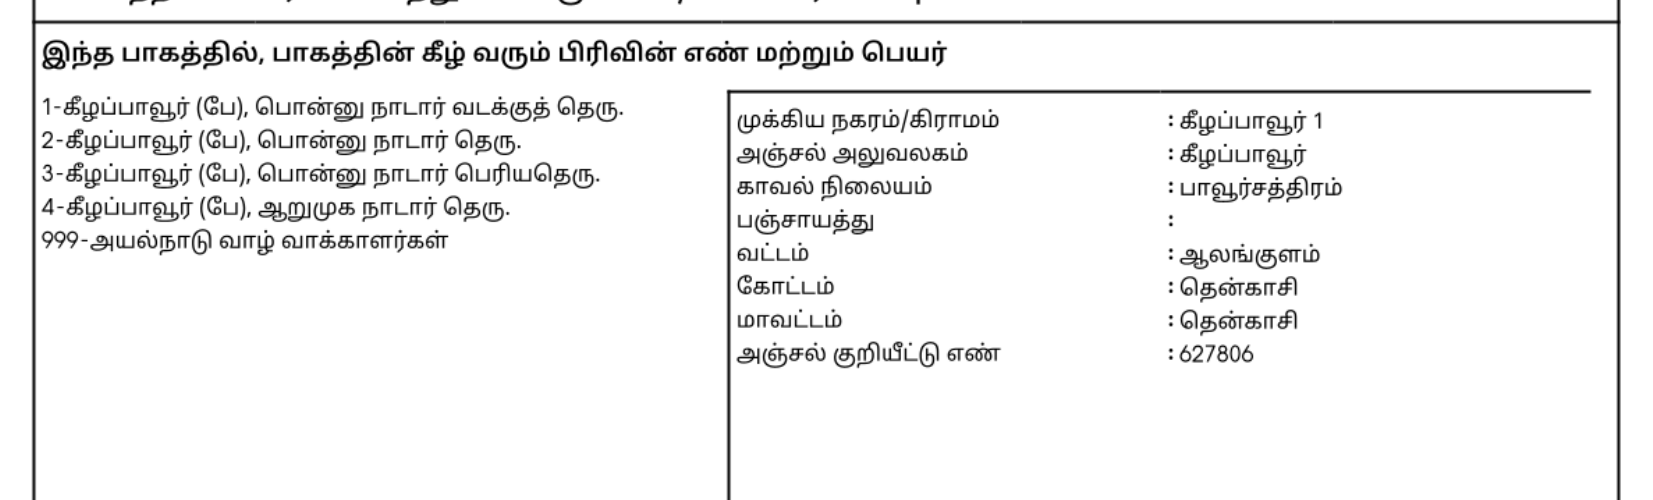 இந்த பாகத்தில், பாகத்தின் கீழ் வரும் பிரிவின் எண் மற்றும் பெயர்
1-கீழப்பாவூர் (பே), பொன்னு நாடார் வடக்குத் தெரு.
2-கீழப்பாவூர் (பே), பொன்னு நாடார் தெரு.
3-கீழப்பாவூர் (பே), பொன்னு நாடார் பெரியதெரு.
4-கீழப்பாவூர் (பே), ஆறுமுக நாடார் தெரு.
999-அயல்நாடு வாழ் வாக்காளர்கள்
முக்கிய நகரம்/கிராமம் : கீழப்பாவூர் 1
அஞ்சல் அலுவலகம் : கீழப்பாவூர்
காவல் நிலையம் : பாவூர்சத்திரம்
பஞ்சாயத்து :
வட்டம் : ஆலங்குளம்
கோட்டம் : தென்காசி
மாவட்டம் : தென்காசி
அஞ்சல் குறியீட்டு எண் : 627806